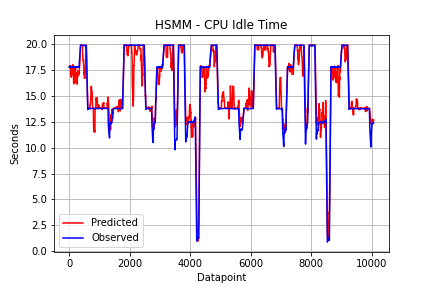 HSMM - CPU Idle Time
20.0
17.5
15.0
12.5
10.0
7.5
5.0
2.5
0.0
Seconds
Predicted
Observed
0 2000 4000 6000 8000 10000
Datapoint